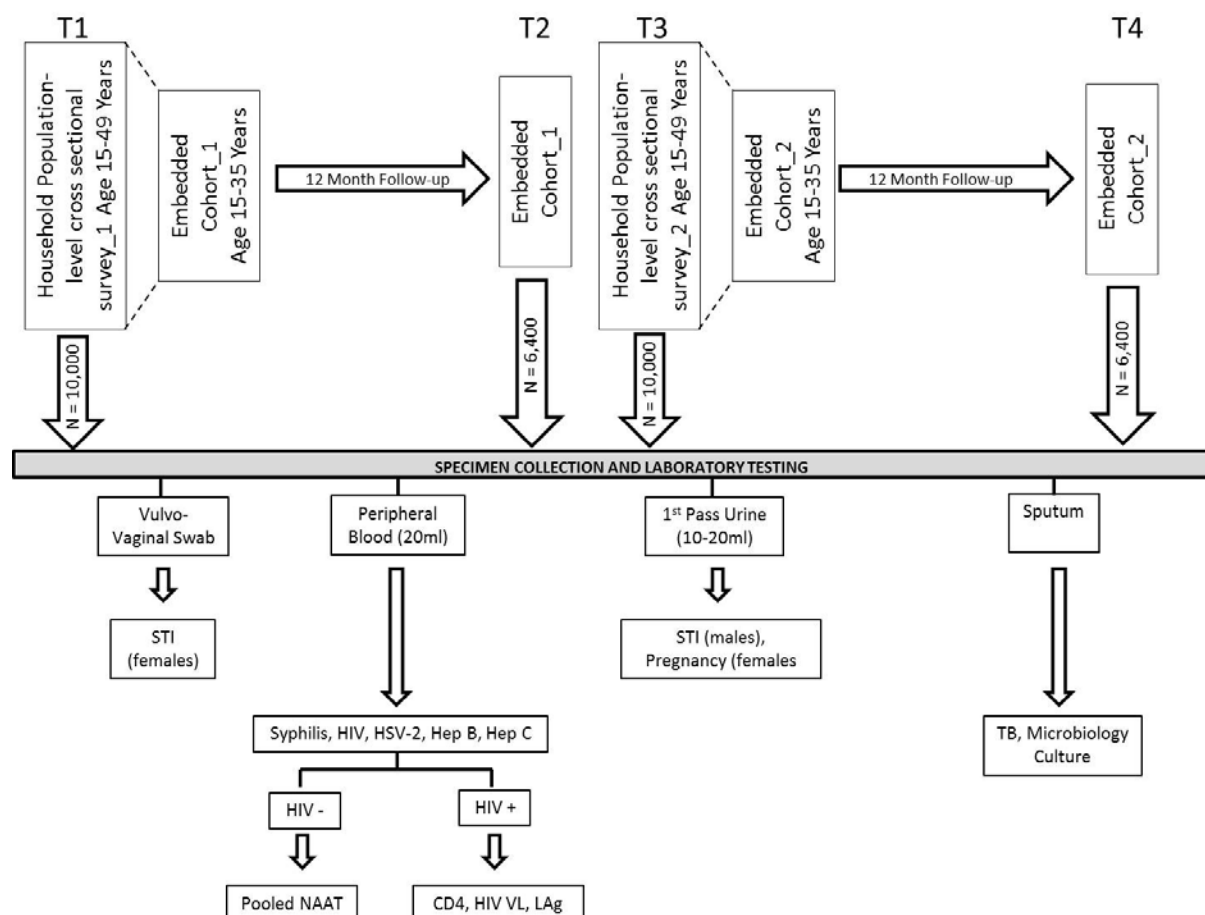 T1
T2
T3
T4
Household Population-
level cross sectional
survey_1 Age 15-49 Years
Embedded
Cohort_1
Age 15-35 Years
12 Month Follow-up
Embedded
Cohort_1
Household Population-
level cross sectional
survey_2 Age 15-49 Years
Embedded
Cohort_2
Age 15-35 Years
12 Month Follow-up
Embedded
Cohort_2
N = 10,000
N = 6,400
N = 10,000
N = 6,400
SPECIMEN COLLECTION AND LABORATORY TESTING
Vulvo-
Vaginal Swab
Peripheral
Blood (20ml)
1st Pass Urine
(10-20ml)
Sputum
STI
(females)
STI (males),
Pregnancy (females
Syphilis, HIV, HSV-2, Hep B, Hep C
TB, Microbiology
Culture
HIV -
HIV +
Pooled NAAT
CD4, HIV VL, LAg